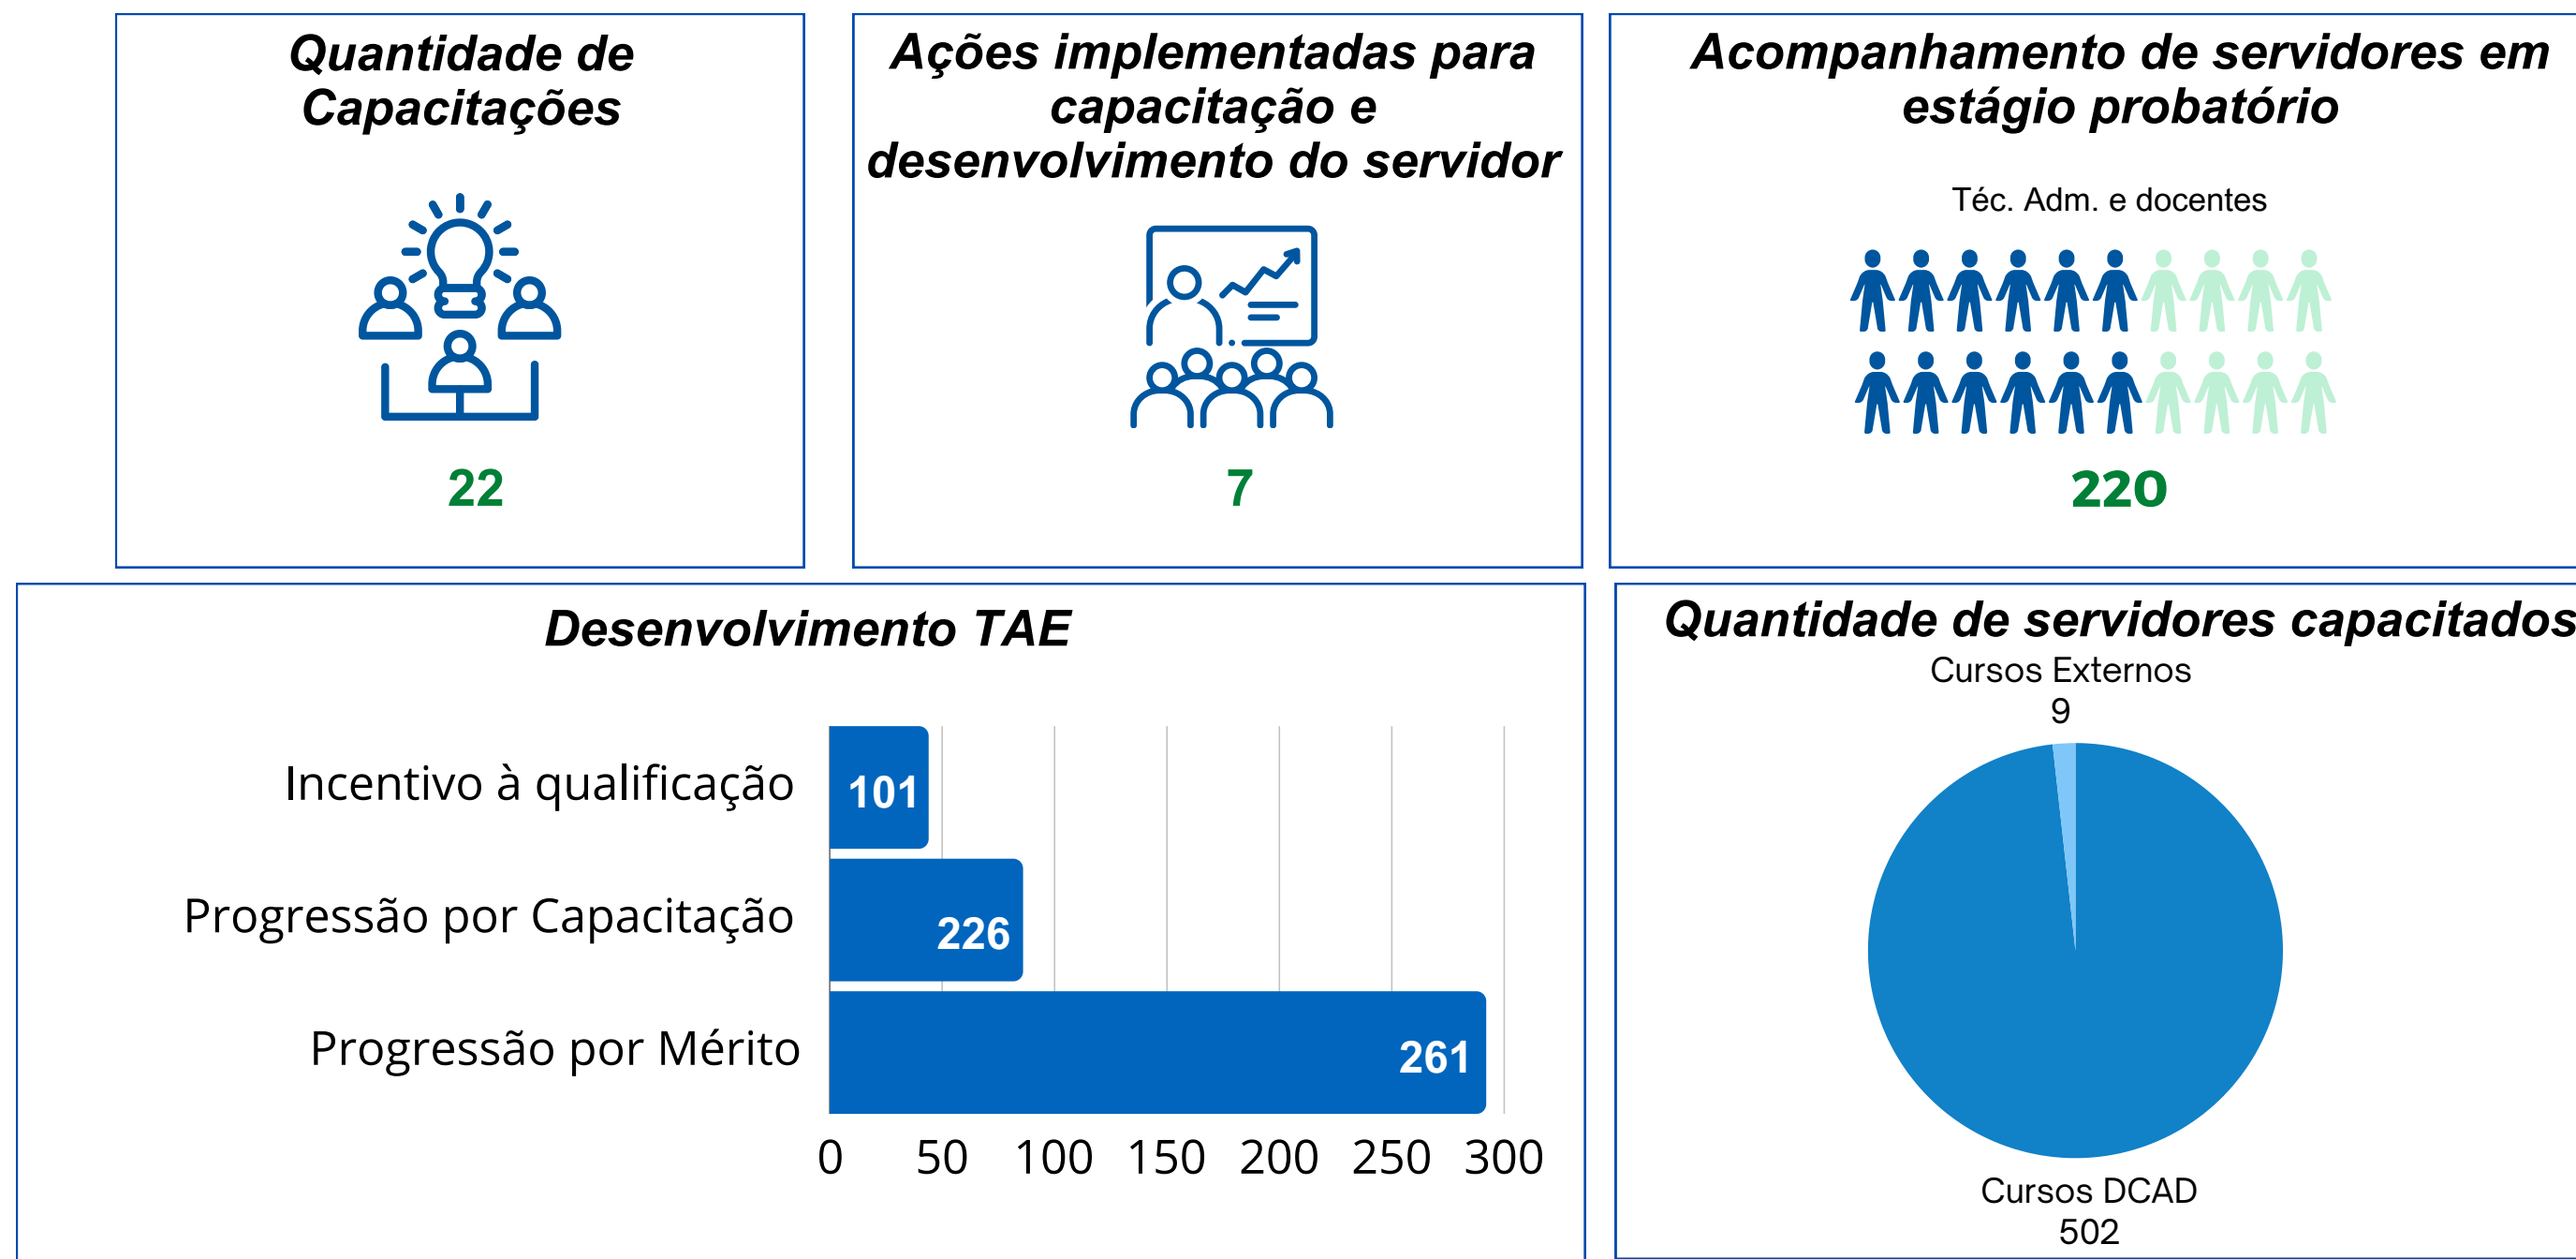 Quantidade de
Capacitações
22
Ações implementadas para
capacitação e
desenvolvimento do servidor
7
Acompanhamento de servidores em
estágio probatório
Téc. Adm. e docentes
220
Desenvolvimento TAE
Incentivo à qualificação
101
Progressão por Capacitação
226
Progressão por Mérito
261
0 50 100 150 200 250 300
Quantidade de servidores capacitados
Cursos Externos
9
Cursos DCAD
502